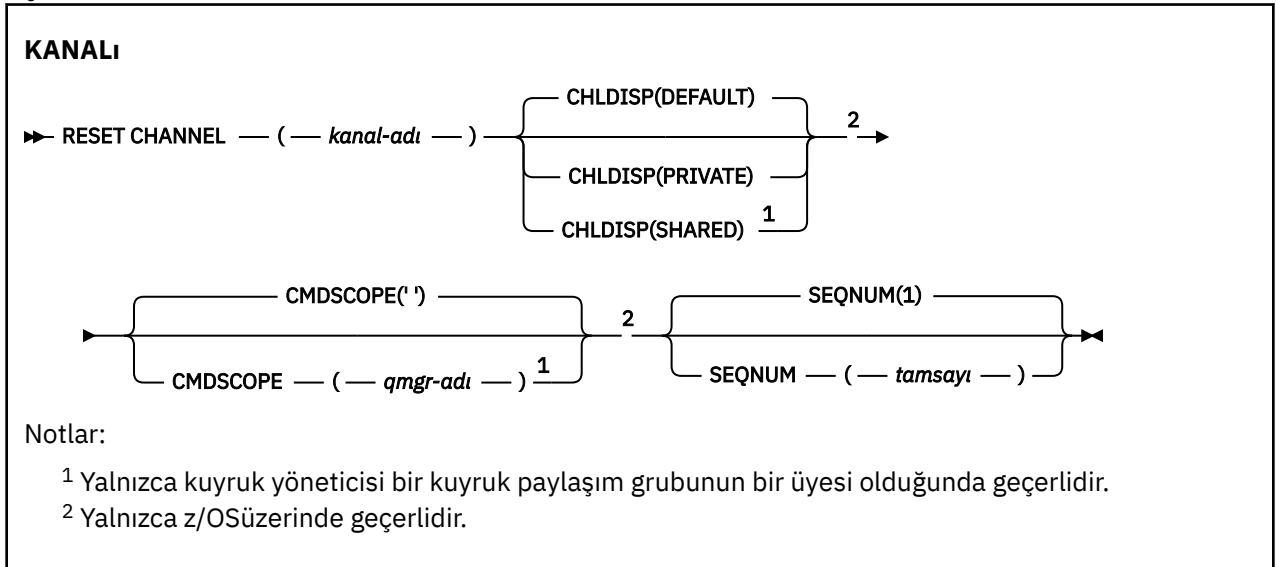 KANALı
CHLDISP(DEFAULT)
RESET CHANNEL ( kanal-adı ) 2
CHLDISP(PRIVATE)
CHLDISP(SHARED) 1
CMDSCOPE(' ') SEQNUM(1)
2
CMDSCOPE ( qmgr-adı ) 1 SEQNUM ( tamsayı )
Notlar:
1 Yalnızca kuyruk yöneticisi bir kuyruk paylaşım grubunun bir üyesi olduğunda geçerlidir.
2 Yalnızca z/OSüzerinde geçerlidir.